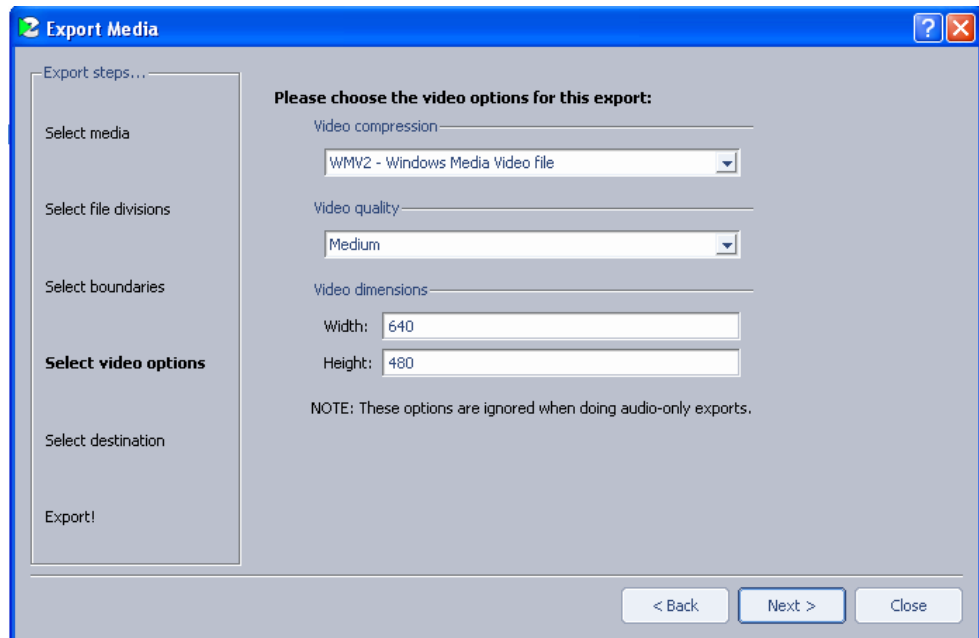 Export Media
Export steps...
Select media
Select file divisions
Select boundaries
Select video options
Select destination
Export!
Please choose the video options for this export:
Video compression
WMV2 - Windows Media Video file
Video quality
Medium
Video dimensions
Width: 640
Height: 480
NOTE: These options are ignored when doing audio-only exports.
< Back
Next >
Close